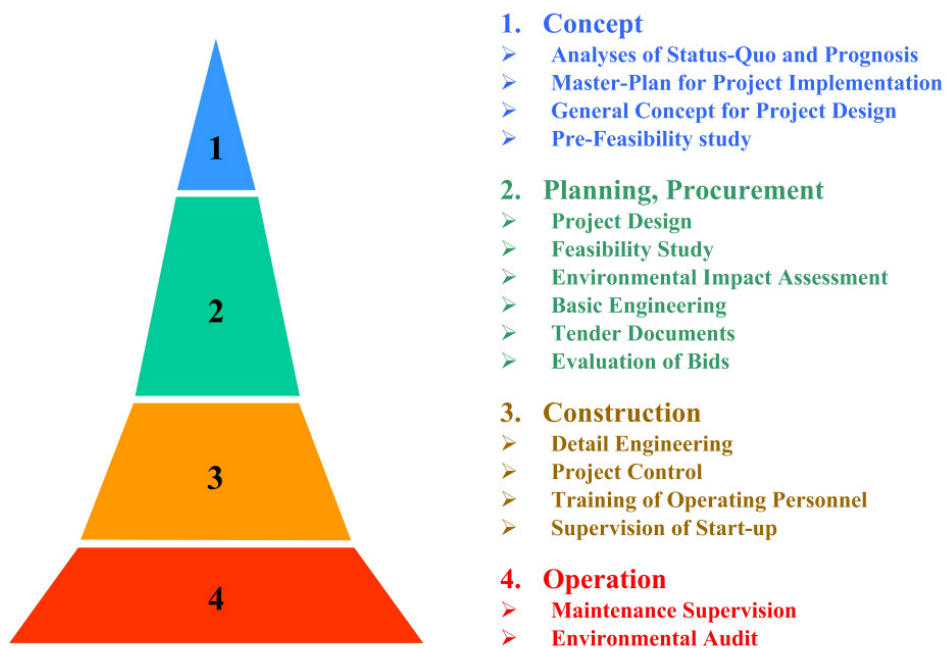 1
2
3
4
1. Concept
➢ Analyses of Status-Quo and Prognosis
➢ Master-Plan for Project Implementation
➢ General Concept for Project Design
➢ Pre-Feasibility study
2. Planning, Procurement
➢ Project Design
➢ Feasibility Study
➢ Environmental Impact Assessment
➢ Basic Engineering
➢ Tender Documents
➢ Evaluation of Bids
3. Construction
➢ Detail Engineering
➢ Project Control
➢ Training of Operating Personnel
➢ Supervision of Start-up
4. Operation
➢ Maintenance Supervision
➢ Environmental Audit